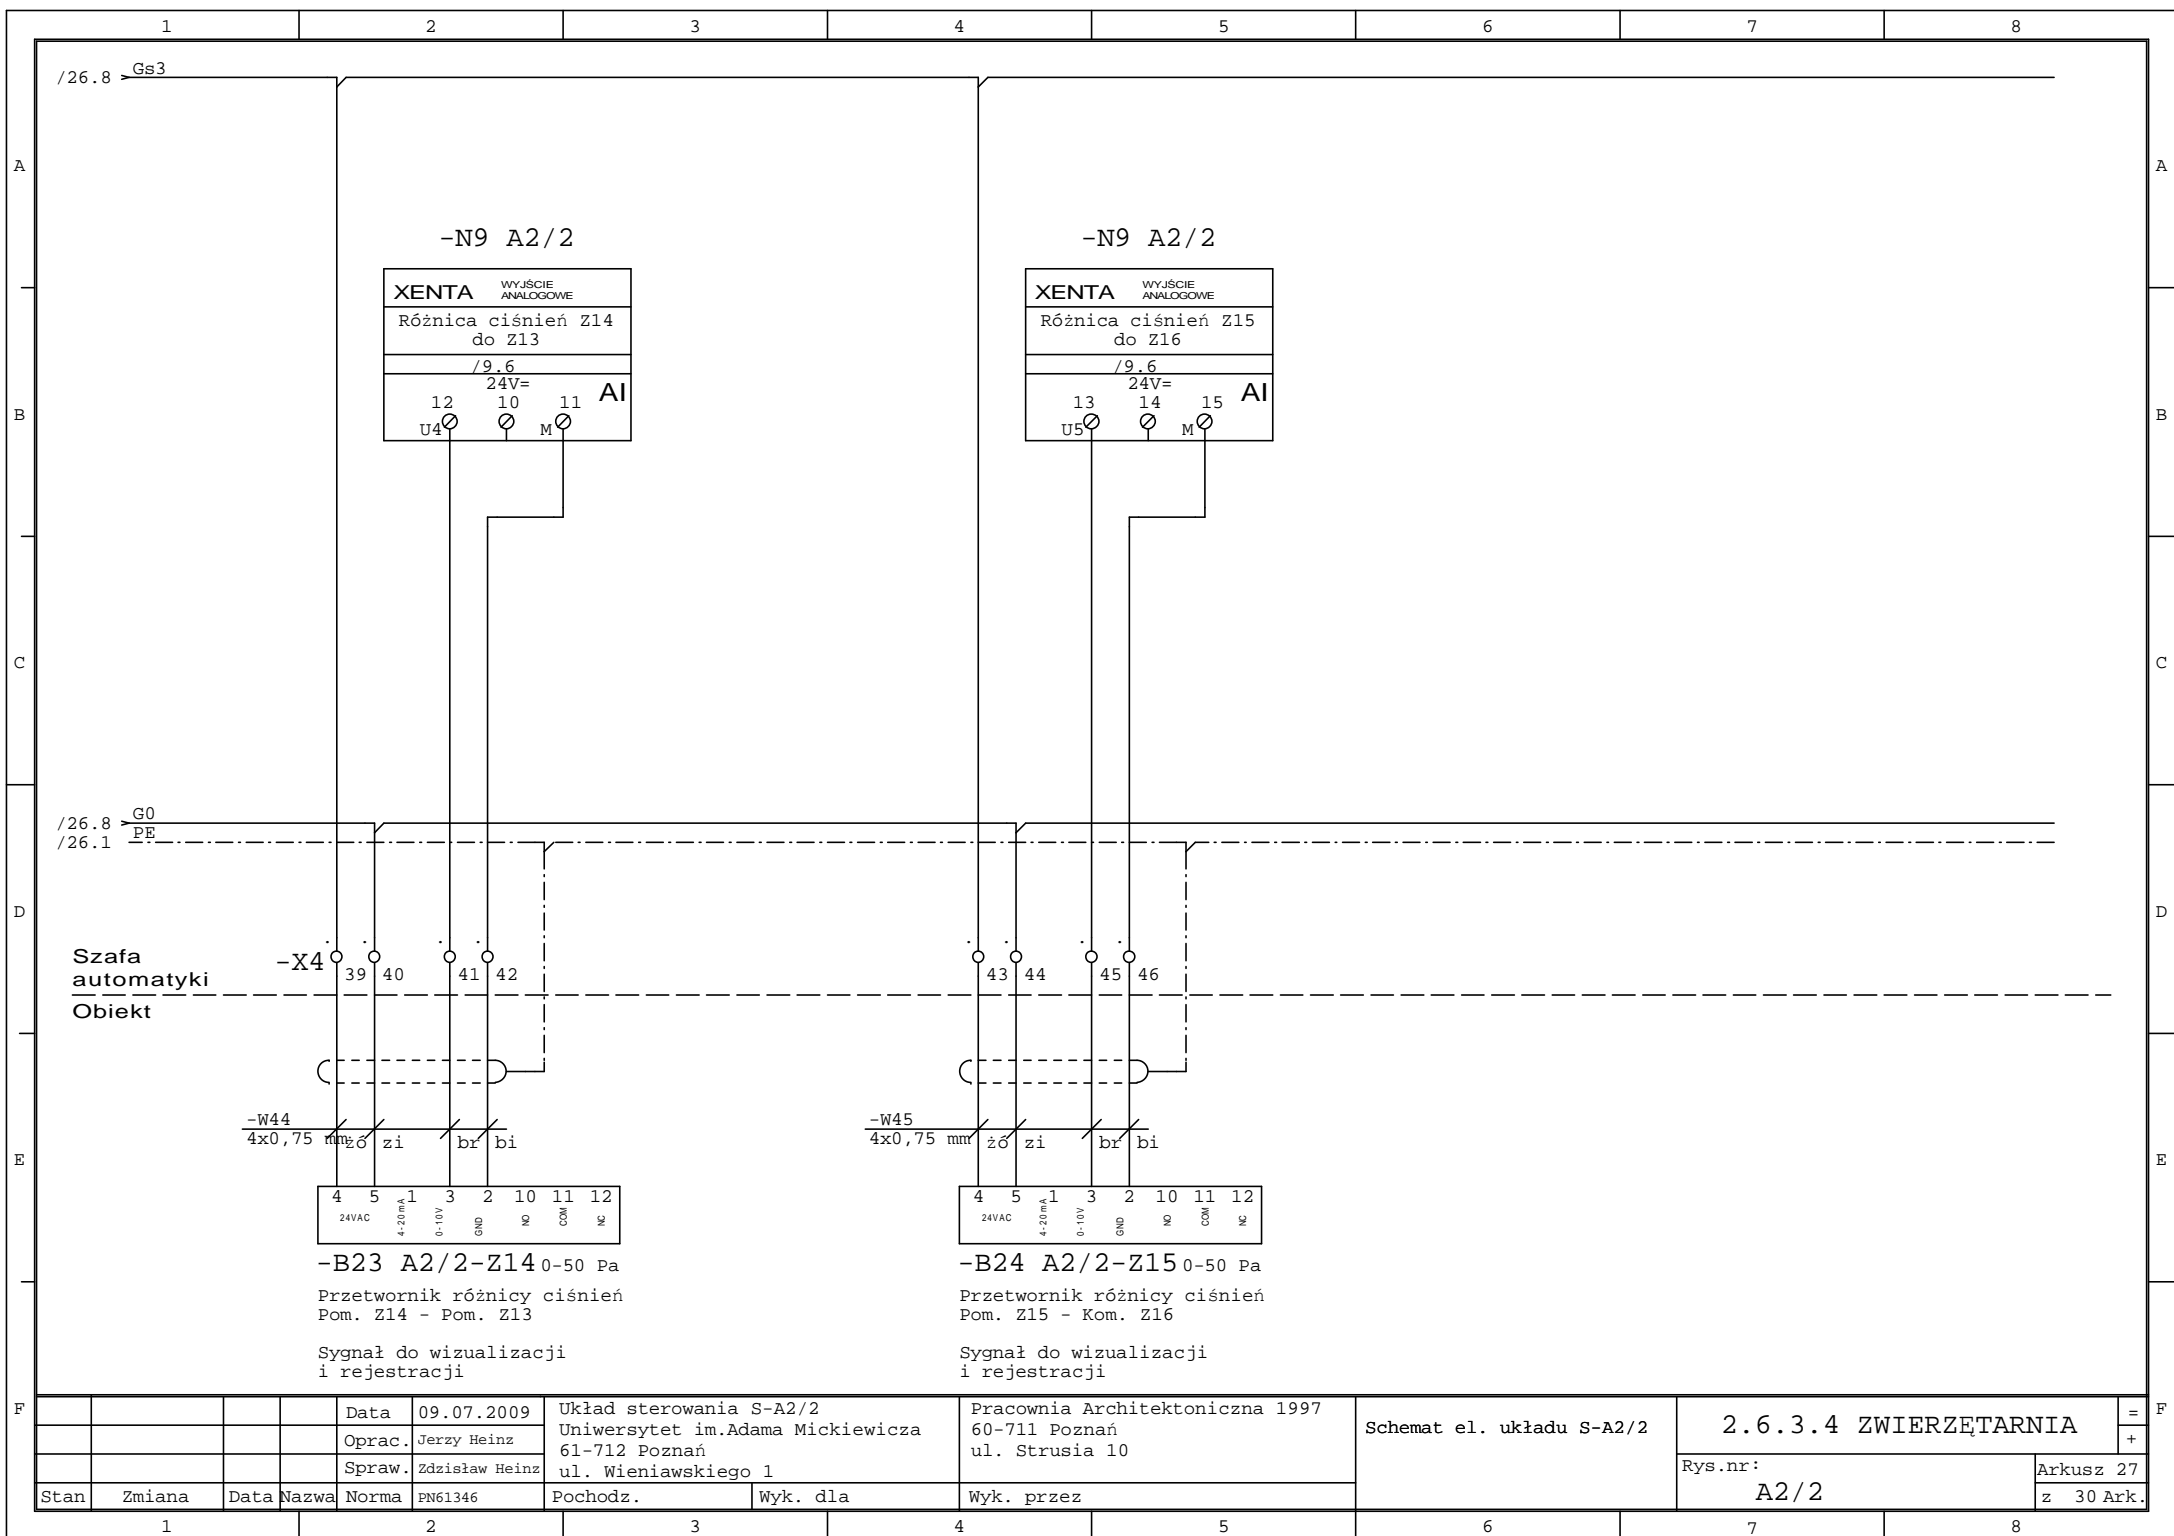 1 2 3 4 5 6 7 8
/26.8 Gs3
A A
-N9 A2/2 -N9 A2/2
XENTA WYJŚCIE ANALOGOWE
Różnica ciśnień Z14
do Z13
/9.6
24V=
AI
12 10 11
U4 M
XENTA WYJŚCIE ANALOGOWE
Różnica ciśnień Z15
do Z16
/9.6
24V=
AI
13 14 15
U5 M
B B
C C
/26.8 G0
/26.1 PE
D D
Szafa
automatyki
-X4 39 40 41 42 43 44 45 46
Obiekt
-W44
4x0,75 mm żó zi br bi
-W45
4x0,75 mm żó zi br bi
E E
4 5 1 3 2 10 11 12
24VAC 4-20mA 0-10V GND NO COM NC
-B23 A2/2-Z14 0-50 Pa
Przetwornik różnicy ciśnień
Pom. Z14 - Pom. Z13
Sygnał do wizualizacji
i rejestracji
4 5 1 3 2 10 11 12
24VAC 4-20mA 0-10V GND NO COM NC
-B24 A2/2-Z15 0-50 Pa
Przetwornik różnicy ciśnień
Pom. Z15 - Kom. Z16
Sygnał do wizualizacji
i rejestracji
F F
Data 09.07.2009
Oprac. Jerzy Heinz
Spraw. Zdzisław Heinz
Stan Zmiana Data Nazwa Norma PN61346
Układ sterowania S-A2/2
Uniwersytet im.Adama Mickiewicza
61-712 Poznań
ul. Wieniawskiego 1
Pochodz. Wyk. dla
Pracownia Architektoniczna 1997
60-711 Poznań
ul. Strusia 10
Wyk. przez
Schemat el. układu S-A2/2
2.6.3.4 ZWIERZĘTARNIA
=
+
Rys.nr:
A2/2
Arkusz 27
z 30 Ark.
1 2 3 4 5 6 7 8